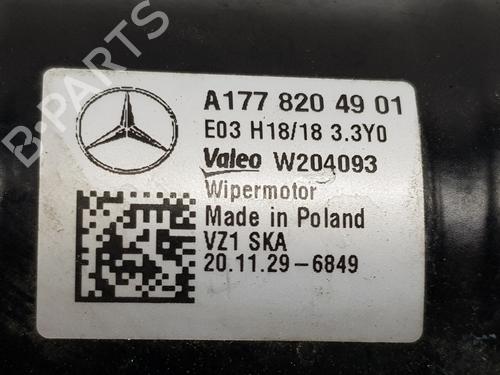 A177 820 49 01
E03 H18/18 3.3Y0
Valeo W204093
Wipermotor
Made in Poland
VZ1 SKA
20.11.29-6849
B-PARTS